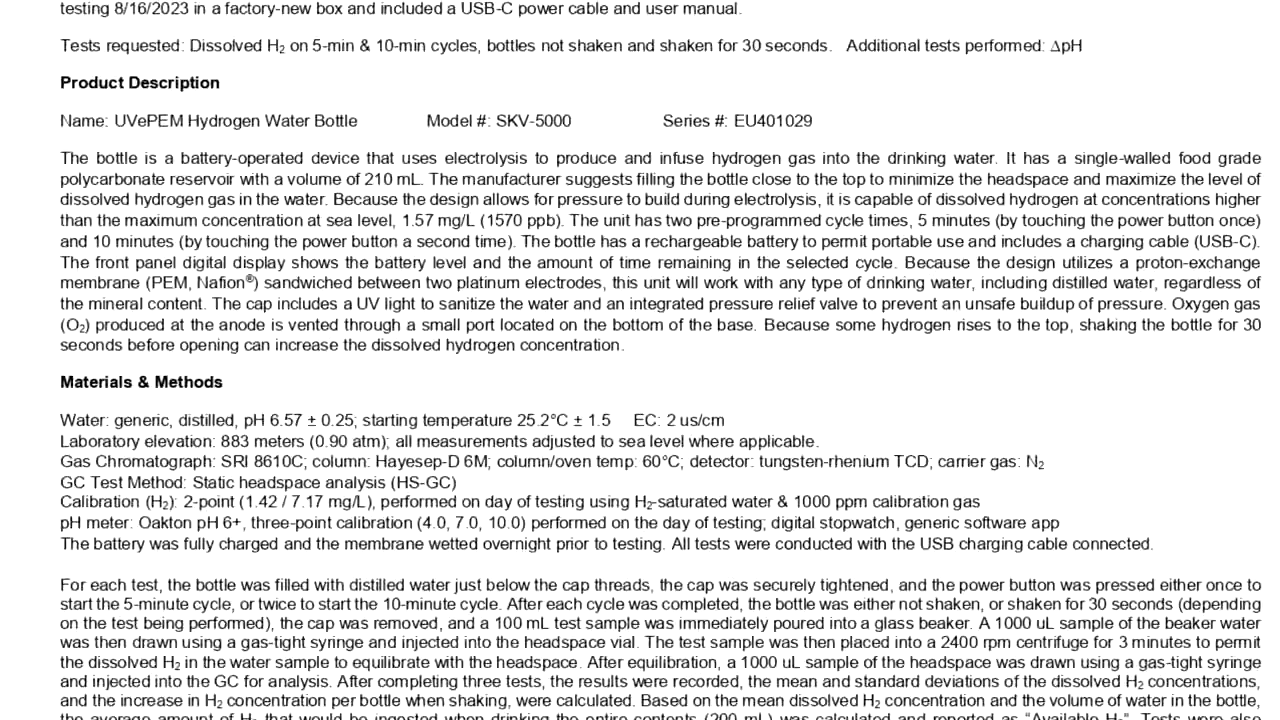 testing 8/16/2023 in a factory-new box and included a USB-C power cable and user manual.
Tests requested: Dissolved H₂ on 5-min & 10-min cycles, bottles not shaken and shaken for 30 seconds. Additional tests performed: ΔpH
Product Description
Name: UVePEM Hydrogen Water Bottle Model #: SKV-5000 Series #: EU401029
The bottle is a battery-operated device that uses electrolysis to produce and infuse hydrogen gas into the drinking water. It has a single-walled food grade
polycarbonate reservoir with a volume of 210 mL. The manufacturer suggests filling the bottle close to the top to minimize the headspace and maximize the level of
dissolved hydrogen gas in the water. Because the design allows for pressure to build during electrolysis, it is capable of dissolved hydrogen at concentrations higher
than the maximum concentration at sea level, 1.57 mg/L (1570 ppb). The unit has two pre-programmed cycle times, 5 minutes (by touching the power button once)
and 10 minutes (by touching the power button a second time). The bottle has a rechargeable battery to permit portable use and includes a charging cable (USB-C).
The front panel digital display shows the battery level and the amount of time remaining in the selected cycle. Because the design utilizes a proton-exchange
membrane (PEM, Nafion®) sandwiched between two platinum electrodes, this unit will work with any type of drinking water, including distilled water, regardless of
the mineral content. The cap includes a UV light to sanitize the water and an integrated pressure relief valve to prevent an unsafe buildup of pressure. Oxygen gas
(O₂) produced at the anode is vented through a small port located on the bottom of the base. Because some hydrogen rises to the top, shaking the bottle for 30
seconds before opening can increase the dissolved hydrogen concentration.
Materials & Methods
Water: generic, distilled, pH 6.57 ± 0.25; starting temperature 25.2°C ± 1.5 EC: 2 us/cm
Laboratory elevation: 883 meters (0.90 atm); all measurements adjusted to sea level where applicable.
Gas Chromatograph: SRI 8610C; column: Hayesep-D 6M; column/oven temp: 60°C; detector: tungsten-rhenium TCD; carrier gas: N₂
GC Test Method: Static headspace analysis (HS-GC)
Calibration (H₂): 2-point (1.42 / 7.17 mg/L), performed on day of testing using H₂-saturated water & 1000 ppm calibration gas
pH meter: Oakton pH 6+, three-point calibration (4.0, 7.0, 10.0) performed on the day of testing; digital stopwatch, generic software app
The battery was fully charged and the membrane wetted overnight prior to testing. All tests were conducted with the USB charging cable connected.
For each test, the bottle was filled with distilled water just below the cap threads, the cap was securely tightened, and the power button was pressed either once to
start the 5-minute cycle, or twice to start the 10-minute cycle. After each cycle was completed, the bottle was either not shaken, or shaken for 30 seconds (depending
on the test being performed), the cap was removed, and a 100 mL test sample was immediately poured into a glass beaker. A 1000 uL sample of the beaker water
was then drawn using a gas-tight syringe and injected into the headspace vial. The test sample was then placed into a 2400 rpm centrifuge for 3 minutes to permit
the dissolved H₂ in the water sample to equilibrate with the headspace. After equilibration, a 1000 uL sample of the headspace was drawn using a gas-tight syringe
and injected into the GC for analysis. After completing three tests, the results were recorded, the mean and standard deviations of the dissolved H₂ concentrations,
and the increase in H₂ concentration per bottle when shaking, were calculated. Based on the mean dissolved H₂ concentration and the volume of water in the bottle,
the average amount of H₂ that would be ingested when drinking the entire contents (200 mL) was calculated and reported as “Available H₂”. Tests were also